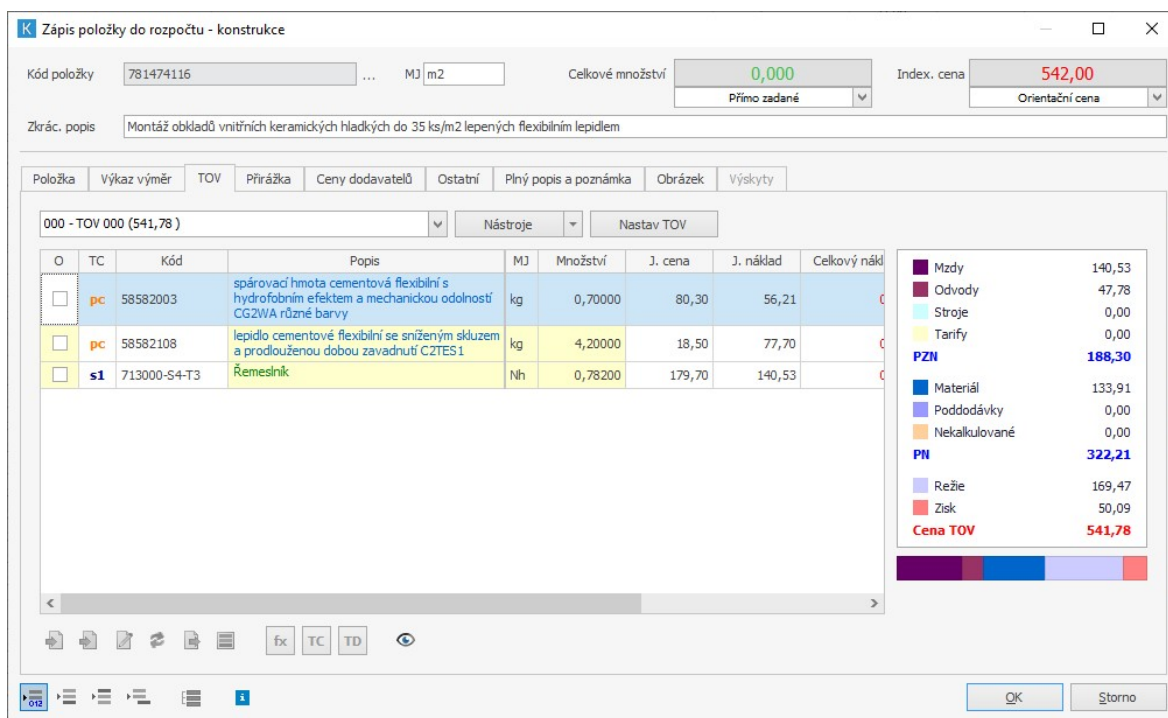 K Zápis položky do rozpočtu - konstrukce
Kód položky 781474116 ... MJ m2 Celkové množství 0,000 Index. cena 542,00
Přímo zadané Orientační cena
Zkrác. popis Montáž obkladů vnitřních keramických hladkých do 35 ks/m2 lepených flexibilním lepidlem
Položka Výkaz výměr TOV Přirážka Ceny dodavatelů Ostatní Plný popis a poznámka Obrázek Výskyty
000 - TOV 000 (541,78 ) Nástroje Nastav TOV
O TC Kód Popis MJ Množství J. cena J. náklad Celkový nákl
pc 58582003 spárovací hmota cementová flexibilní s
hydrofobním efektem a mechanickou odolností
CG2WA různé barvy kg 0,70000 80,30 56,21 0
pc 58582108 lepidlo cementové flexibilní se sníženým skluzem
a prodlouženou dobou zavadnutí C2TES1 kg 4,20000 18,50 77,70 0
s1 713000-S4-T3 Řemeslník Nh 0,78200 179,70 140,53 0
Mzdy 140,53
Odvody 47,78
Stroje 0,00
Tarify 0,00
PZN 188,30
Materiál 133,91
Poddodávky 0,00
Nekalkulované 0,00
PN 322,21
Režie 169,47
Zisk 50,09
Cena TOV 541,78
fx TC TD
012 i OK Storno